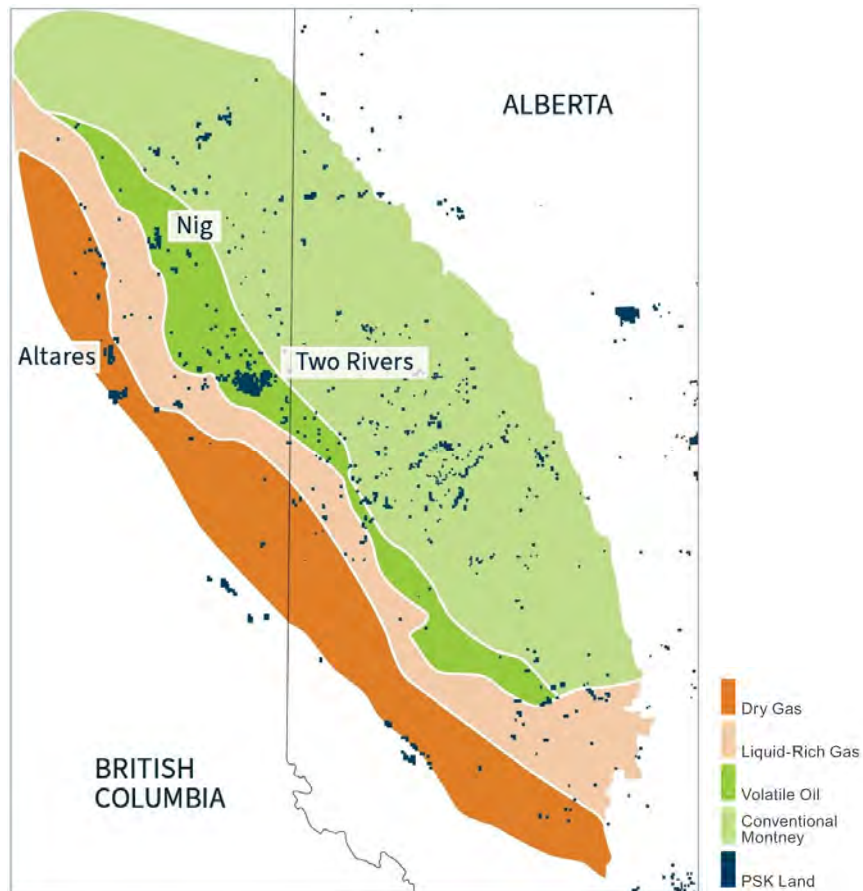 ALBERTA
Nig
Altares
Two Rivers
BRITISH
COLUMBIA
Dry Gas
Liquid-Rich Gas
Volatile Oil
Conventional
Montney
PSK Land